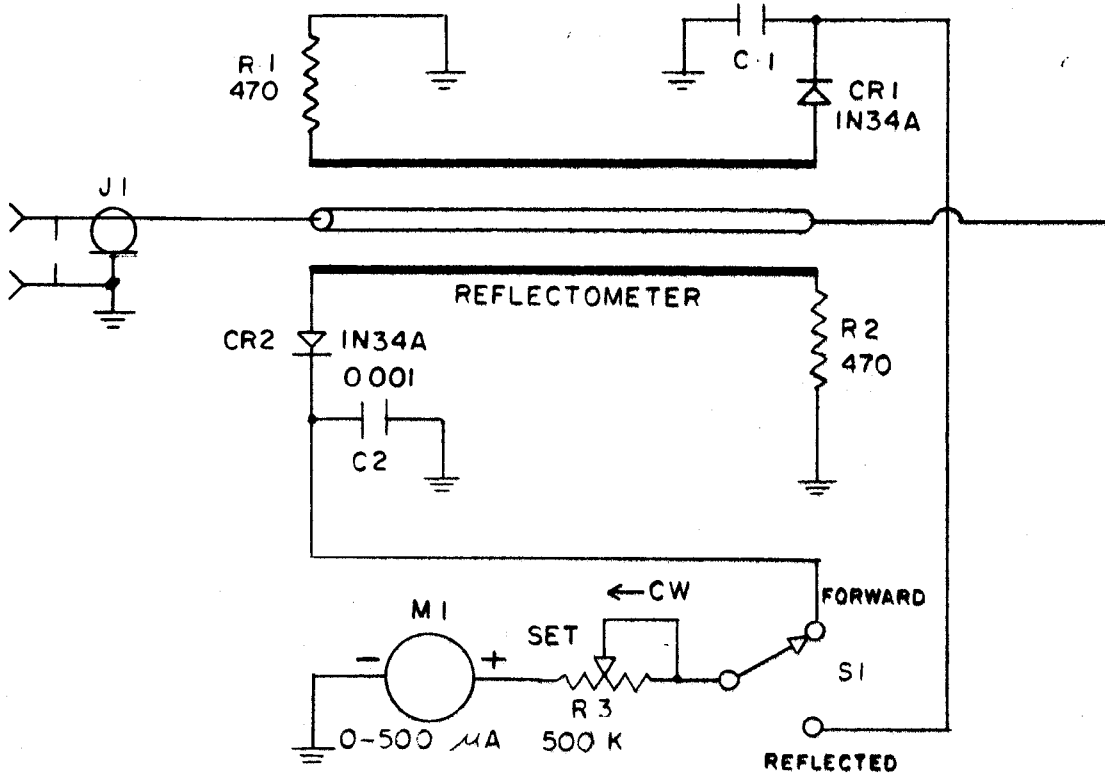 R 1
470
C 1
CR1
1N34A
J1
REFLECTOMETER
CR2
1N34A
0 001
C2
R2
470
← CW
FORWARD
M1
SET
- +
S1
R 3
0-500 μA
500 K
REFLECTED